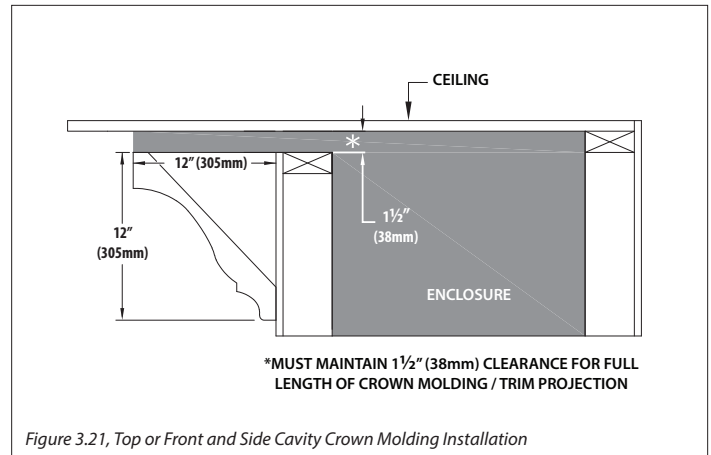 CEILING
*
12" (305mm)
12"
(305mm)
1½"
(38mm)
ENCLOSURE
*MUST MAINTAIN 1½" (38mm) CLEARANCE FOR FULL
LENGTH OF CROWN MOLDING / TRIM PROJECTION
Figure 3.21, Top or Front and Side Cavity Crown Molding Installation